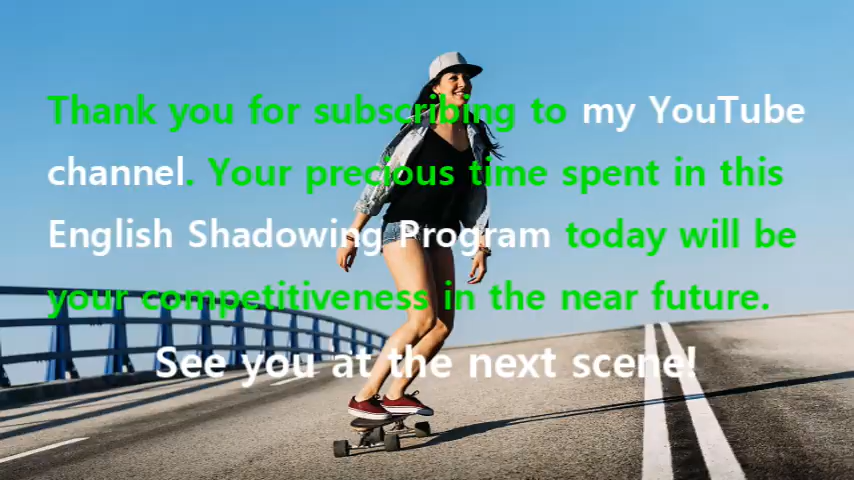 Thank you for subscribing to my YouTube
channel. Your precious time spent in this
English Shadowing Program today will be
your competitiveness in the near future.
See you at the next scene!